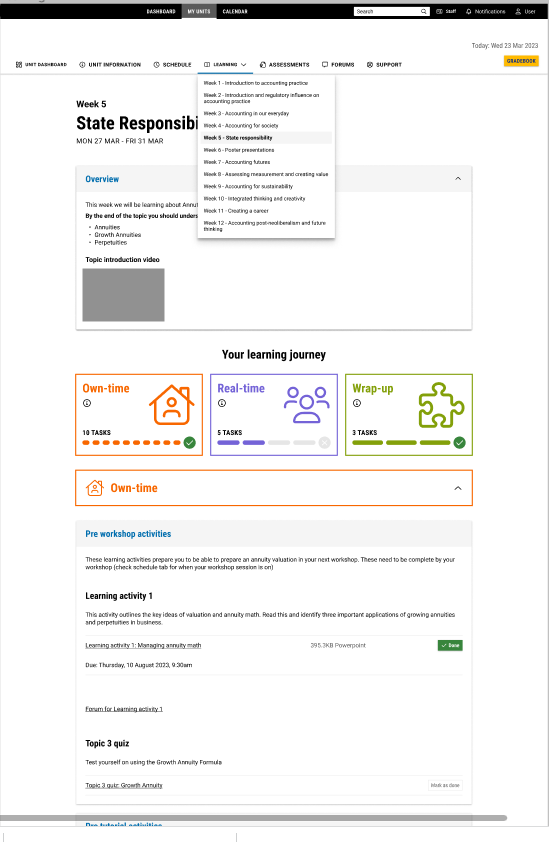 DASHBOARD MY UNITS CALENDAR Search Staff Notifications User
Today: Wed 23 Mar 2023
UNIT DASHBOARD UNIT INFORMATION SCHEDULE LEARNING ASSESSMENTS FORUMS SUPPORT GRADEBOOK
Week 1 - Introduction to accounting practice
Week 2 - Introduction and regulatory influence on
accounting practice
Week 3 - Accounting in our everyday
Week 4 - Accounting for society
Week 5 - State responsibility
Week 6 - Poster presentations
Week 7 - Accounting futures
Week 8 - Assessing measurement and creating value
Week 9 - Accounting for sustainability
Week 10 - Integrated thinking and creativity
Week 11 - Creating a career
Week 12 - Accounting post-neoliberalism and future
thinking
Week 5
State Responsibi
MON 27 MAR - FRI 31 MAR
Overview
This week we will be learning about Annu
By the end of the topic you should unders
• Annuities
• Growth Annuities
• Perpetuities
Topic introduction video
Your learning journey
Own-time
10 TASKS
Real-time
5 TASKS
Wrap-up
3 TASKS
Own-time
Pre workshop activities
These learning activities prepare you to be able to prepare an annuity valuation in your next workshop. These need to be complete by your
workshop (check schedule tab for when your workshop session is on)
Learning activity 1
This activity outlines the key ideas of valuation and annuity math. Read this and identify three important applications of growing annuities
and perpetuities in business.
Learning activity 1: Managing annuity math 395.3KB Powerpoint Done
Due: Thursday, 10 August 2023, 9.30am
Forum for Learning activity 1
Topic 3 quiz
Test yourself on using the Growth Annuity Formula
Topic 3 quiz: Growth Annuity Mark as done
Pre tutorial activities